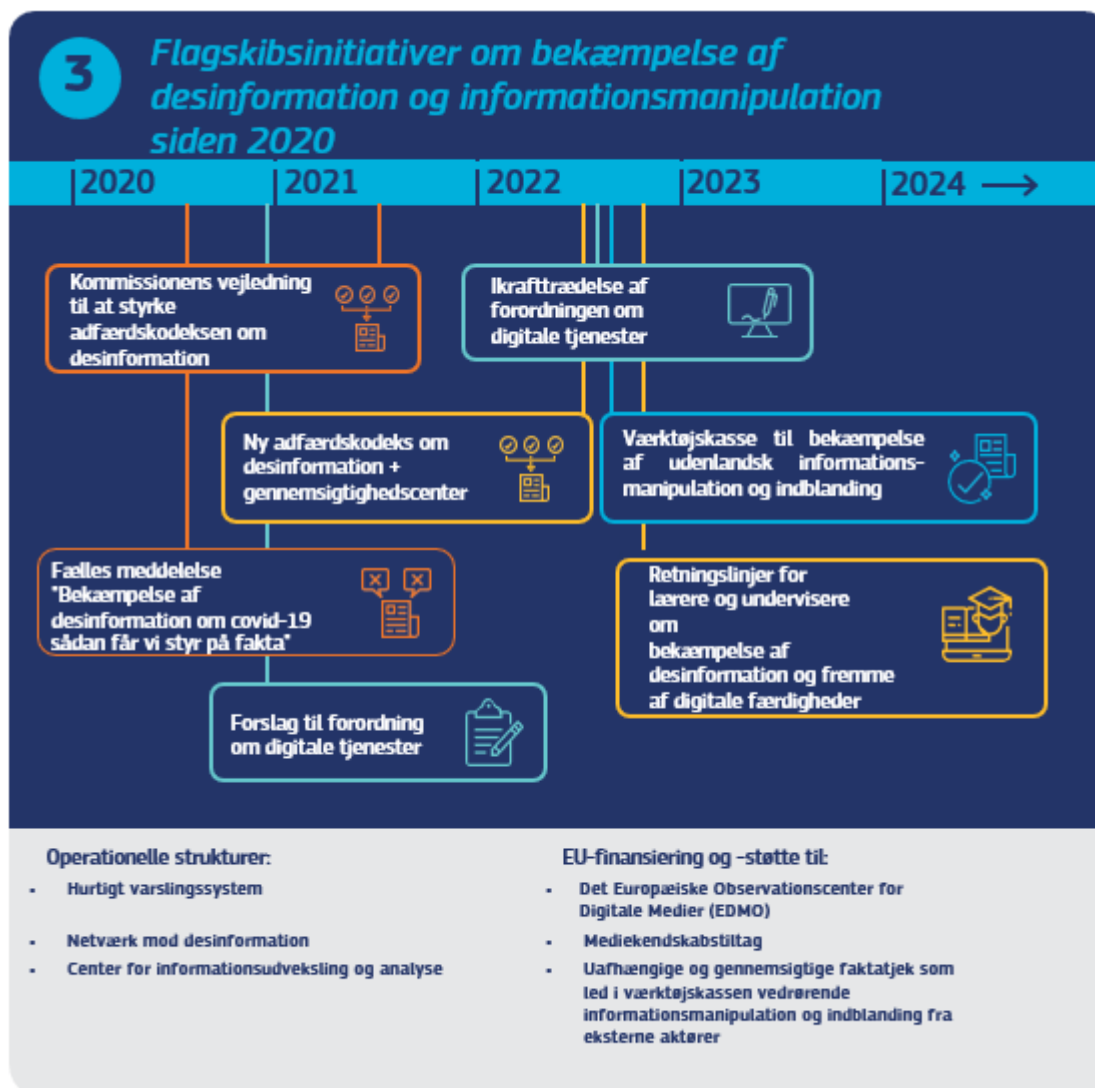 3
Flagskibsinitiativer om bekæmpelse af
desinformation og informationsmanipulation
siden 2020
2020
2021
2022
2023
2024
Kommissionens vejledning
til at styrke
adfærdskodeksen om
desinformation
Ikrafttrædelse af
forordningen om
digitale tjenester
Ny adfærdskodeks om
desinformation +
gennemsigtighedscenter
Værktøjskasse til bekæmpelse
af udenlandsk informations-
manipulation og indblanding
Fælles meddelelse
"Bekæmpelse af
desinformation om covid-19
sådan får vi styr på fakta"
Retningslinjer for
lærere og undervisere
om
bekæmpelse af
desinformation og fremme
af digitale færdigheder
Forslag til forordning
om digitale tjenester
Operationelle strukturer:
- Hurtigt varslingssystem
- Netværk mod desinformation
- Center for informationsudveksling og analyse
EU-finansiering og -støtte til:
- Det Europæiske Observationscenter for
Digitale Medier (EDMO)
- Mediekendskabstiltag
- Uafhængige og gennemsigtige faktatjek som
led i værktøjskassen vedrørende
informationsmanipulation og indblanding fra
eksterne aktører